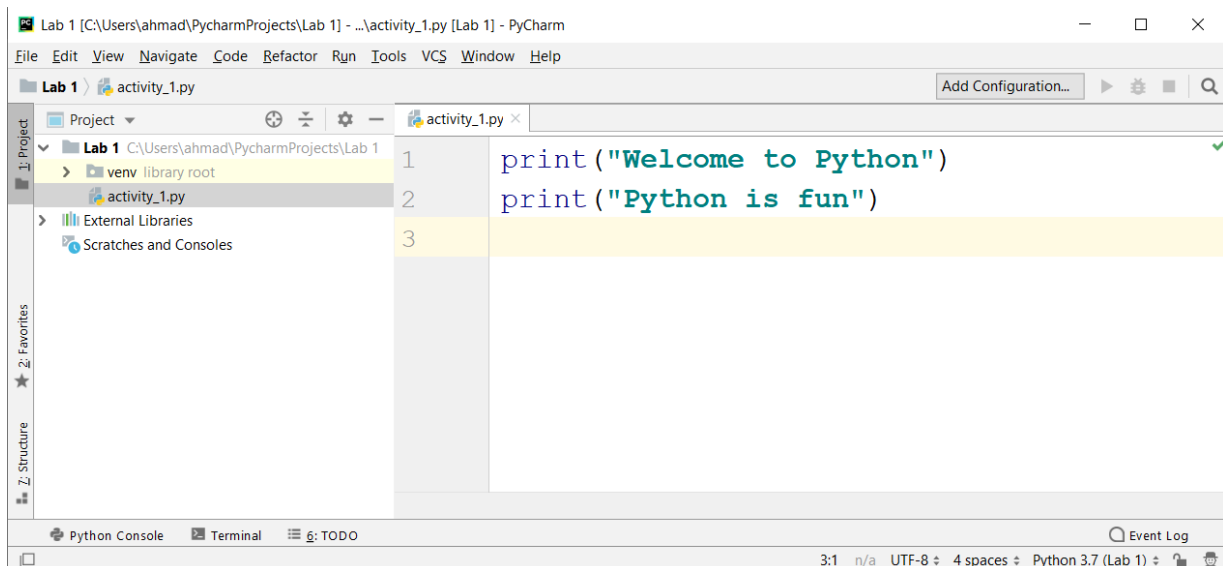 Lab 1 [C:\Users\ahmad\PycharmProjects\Lab 1] - ...\activity_1.py [Lab 1] - PyCharm
File Edit View Navigate Code Refactor Run Tools VCS Window Help
Lab 1 activity_1.py Add Configuration...
1: Project
Project
activity_1.py
Lab 1 C:\Users\ahmad\PycharmProjects\Lab 1
venv library root
activity_1.py
External Libraries
Scratches and Consoles
1 print("Welcome to Python")
2 print("Python is fun")
3
2: Favorites
7: Structure
Python Console Terminal 6: TODO Event Log
3:1 n/a UTF-8 4 spaces Python 3.7 (Lab 1)